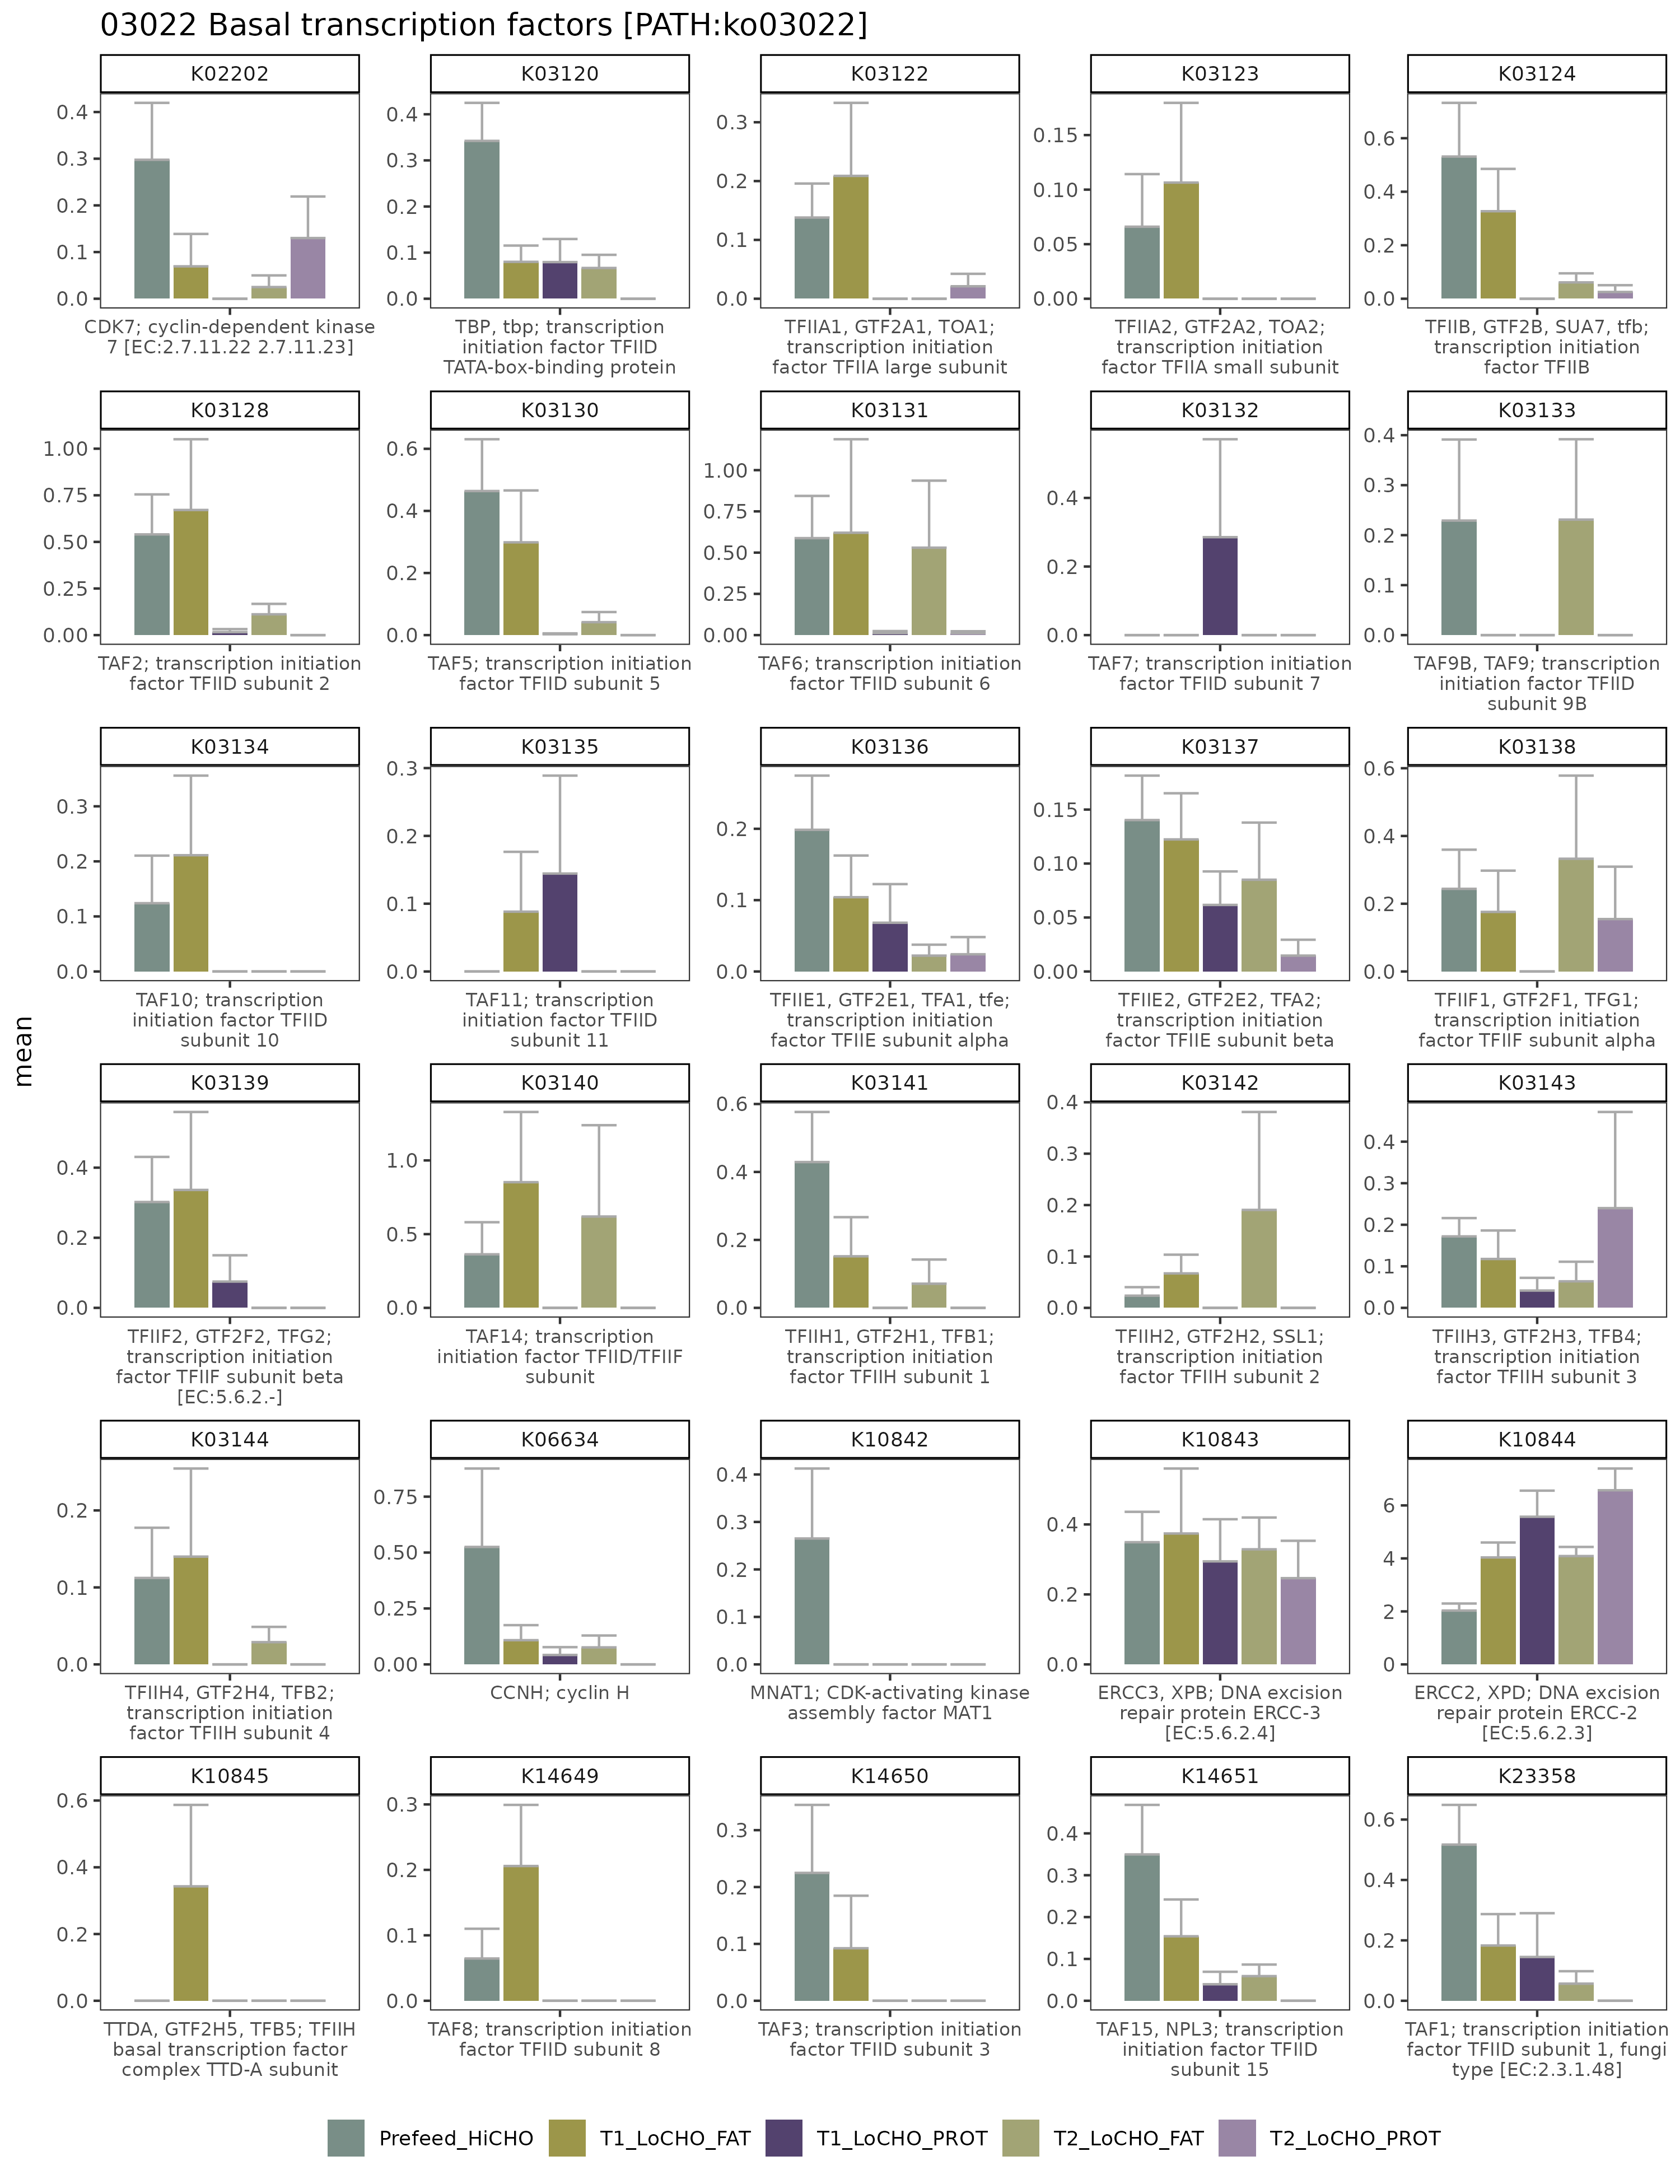 03022 Basal transcription factors [PATH:ko03022]
mean
K02202
0.4
0.3
0.2
0.1
0.0
CDK7; cyclin-dependent kinase
7 [EC:2.7.11.22 2.7.11.23]
K03120
0.4
0.3
0.2
0.1
0.0
TBP, tbp; transcription
initiation factor TFIID
TATA-box-binding protein
K03122
0.3
0.2
0.1
0.0
TFIIA1, GTF2A1, TOA1;
transcription initiation
factor TFIIA large subunit
K03123
0.15
0.10
0.05
0.00
TFIIA2, GTF2A2, TOA2;
transcription initiation
factor TFIIA small subunit
K03124
0.6
0.4
0.2
0.0
TFIIB, GTF2B, SUA7, tfb;
transcription initiation
factor TFIIB
K03128
1.00
0.75
0.50
0.25
0.00
TAF2; transcription initiation
factor TFIID subunit 2
K03130
0.6
0.4
0.2
0.0
TAF5; transcription initiation
factor TFIID subunit 5
K03131
1.00
0.75
0.50
0.25
0.00
TAF6; transcription initiation
factor TFIID subunit 6
K03132
0.4
0.2
0.0
TAF7; transcription initiation
factor TFIID subunit 7
K03133
0.4
0.3
0.2
0.1
0.0
TAF9B, TAF9; transcription
initiation factor TFIID
subunit 9B
K03134
0.3
0.2
0.1
0.0
TAF10; transcription
initiation factor TFIID
subunit 10
K03135
0.3
0.2
0.1
0.0
TAF11; transcription
initiation factor TFIID
subunit 11
K03136
0.2
0.1
0.0
TFIIE1, GTF2E1, TFA1, tfe;
transcription initiation
factor TFIIE subunit alpha
K03137
0.15
0.10
0.05
0.00
TFIIE2, GTF2E2, TFA2;
transcription initiation
factor TFIIE subunit beta
K03138
0.6
0.4
0.2
0.0
TFIIF1, GTF2F1, TFG1;
transcription initiation
factor TFIIF subunit alpha
K03139
0.4
0.2
0.0
TFIIF2, GTF2F2, TFG2;
transcription initiation
factor TFIIF subunit beta
[EC:5.6.2.-]
K03140
1.0
0.5
0.0
TAF14; transcription
initiation factor TFIID/TFIIF
subunit
K03141
0.6
0.4
0.2
0.0
TFIIH1, GTF2H1, TFB1;
transcription initiation
factor TFIIH subunit 1
K03142
0.4
0.3
0.2
0.1
0.0
TFIIH2, GTF2H2, SSL1;
transcription initiation
factor TFIIH subunit 2
K03143
0.4
0.3
0.2
0.1
0.0
TFIIH3, GTF2H3, TFB4;
transcription initiation
factor TFIIH subunit 3
K03144
0.2
0.1
0.0
TFIIH4, GTF2H4, TFB2;
transcription initiation
factor TFIIH subunit 4
K06634
0.75
0.50
0.25
0.00
CCNH; cyclin H
K10842
0.4
0.3
0.2
0.1
0.0
MNAT1; CDK-activating kinase
assembly factor MAT1
K10843
0.4
0.2
0.0
ERCC3, XPB; DNA excision
repair protein ERCC-3
[EC:5.6.2.4]
K10844
6
4
2
0
ERCC2, XPD; DNA excision
repair protein ERCC-2
[EC:5.6.2.3]
K10845
0.6
0.4
0.2
0.0
TTDA, GTF2H5, TFB5; TFIIH
basal transcription factor
complex TTD-A subunit
K14649
0.3
0.2
0.1
0.0
TAF8; transcription initiation
factor TFIID subunit 8
K14650
0.3
0.2
0.1
0.0
TAF3; transcription initiation
factor TFIID subunit 3
K14651
0.4
0.3
0.2
0.1
0.0
TAF15, NPL3; transcription
initiation factor TFIID
subunit 15
K23358
0.6
0.4
0.2
0.0
TAF1; transcription initiation
factor TFIID subunit 1, fungi
type [EC:2.3.1.48]
Prefeed_HiCHO
T1_LoCHO_FAT
T1_LoCHO_PROT
T2_LoCHO_FAT
T2_LoCHO_PROT